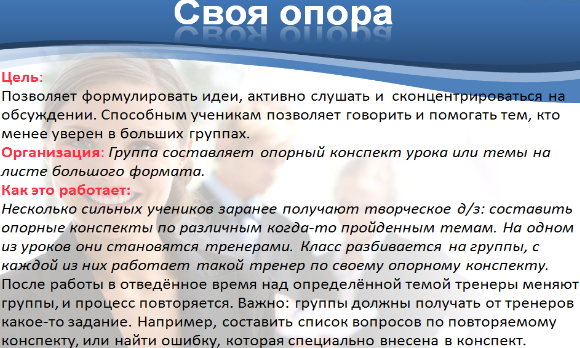 Своя опора
Цель:
Позволяет формулировать идеи, активно слушать и сконцентрироваться на
обсуждении. Способным ученикам позволяет говорить и помогать тем, кто
менее уверен в больших группах.
Организация: Группа составляет опорный конспект урока или темы на
листе большого формата.
Как это работает:
Несколько сильных учеников заранее получают творческое д/з: составить
опорные конспекты по различным когда-то пройденным темам. На одном
из уроков они становятся тренерами. Класс разбивается на группы, с
каждой из них работает такой тренер по своему опорному конспекту.
После работы в отведённое время над определённой темой тренеры меняют
группы, и процесс повторяется. Важно: группы должны получать от тренеров
какое-то задание. Например, составить список вопросов по повторяемому
конспекту, или найти ошибку, которая специально внесена в конспект.